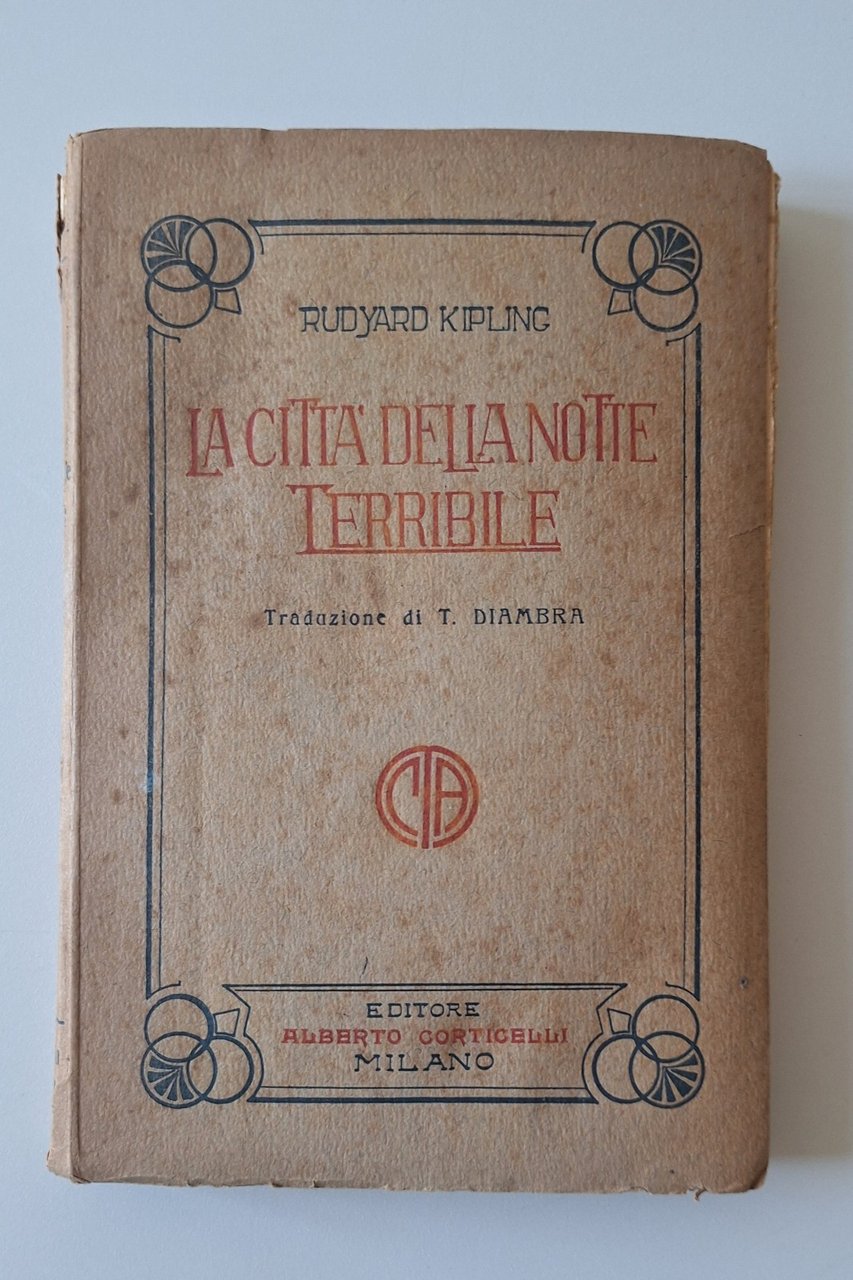 RUDYARD KIPLING
LA CITTA' DELLA NOTTE
TERRIBILE
Traduzione di T. DIAMBRA
EDITORE
ALBERTO CORTICELLI
MILANO